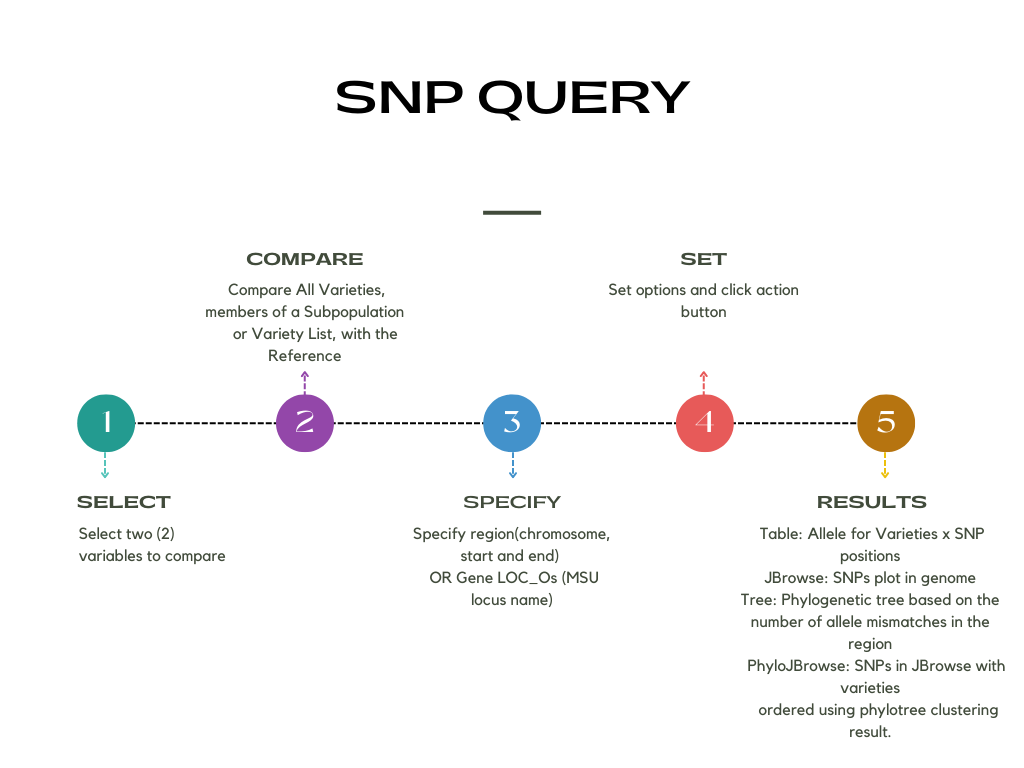 SNP QUERY
COMPARE
Compare All Varieties,
members of a Subpopulation
or Variety List, with the
Reference
SET
Set options and click action
button
1
2
3
4
5
SELECT
Select two (2)
variables to compare
SPECIFY
Specify region(chromosome,
start and end)
OR Gene LOC_Os (MSU
locus name)
RESULTS
Table: Allele for Varieties x SNP
positions
JBrowse: SNPs plot in genome
Tree: Phylogenetic tree based on the
number of allele mismatches in the
region
PhyloJBrowse: SNPs in JBrowse with
varieties
ordered using phylotree clustering
result.